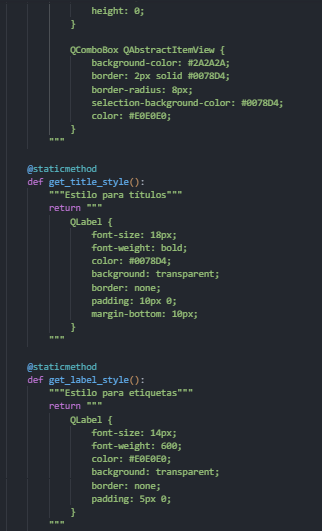 height: 0;
}
QComboBox QAbstractItemView {
background-color: #2A2A2A;
border: 2px solid #0078D4;
border-radius: 8px;
selection-background-color: #0078D4;
color: #E0E0E0;
}
"""
@staticmethod
def get_title_style():
"""Estilo para títulos"""
return """
QLabel {
font-size: 18px;
font-weight: bold;
color: #0078D4;
background: transparent;
border: none;
padding: 10px 0;
margin-bottom: 10px;
}
"""
@staticmethod
def get_label_style():
"""Estilo para etiquetas"""
return """
QLabel {
font-size: 14px;
font-weight: 600;
color: #E0E0E0;
background: transparent;
border: none;
padding: 5px 0;
}
"""